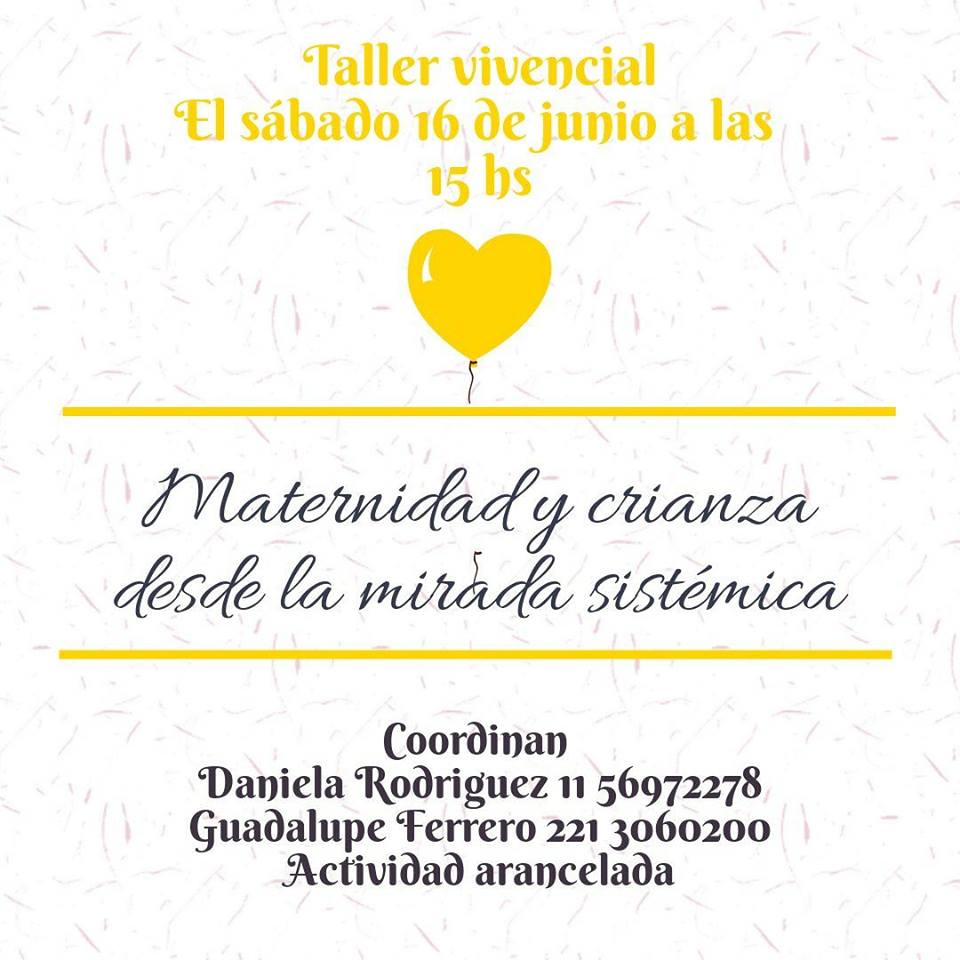 Taller vivencial
El sábado 16 de junio a las
15 hs
Maternidad y crianza
desde la mirada sistémica
Coordinan
Daniela Rodriguez 11 56972278
Guadalupe Ferrero 221 3060200
Actividad arancelada